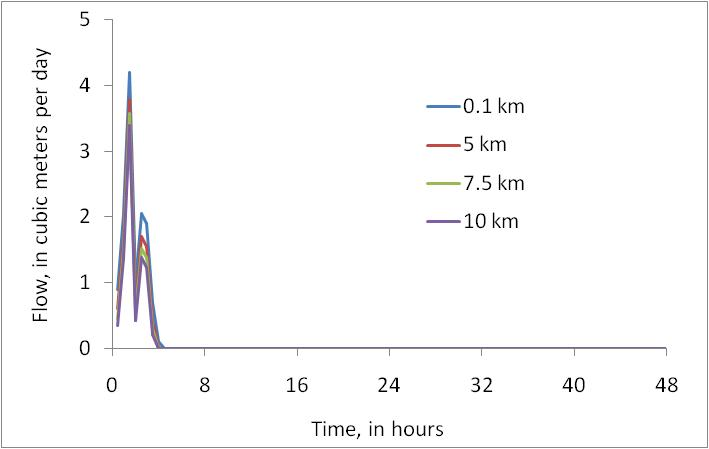 5
4
3
2
1
0
Flow, in cubic meters per day
0.1 km
5 km
7.5 km
10 km
0 8 16 24 32 40 48
Time, in hours